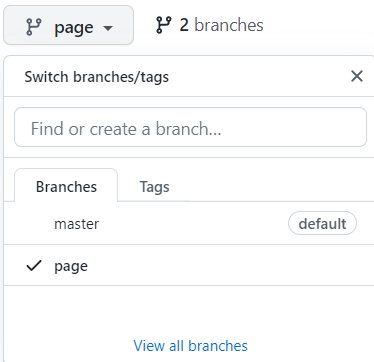 page 2 branches
Switch branches/tags
Find or create a branch...
Branches Tags
master default
page
View all branches